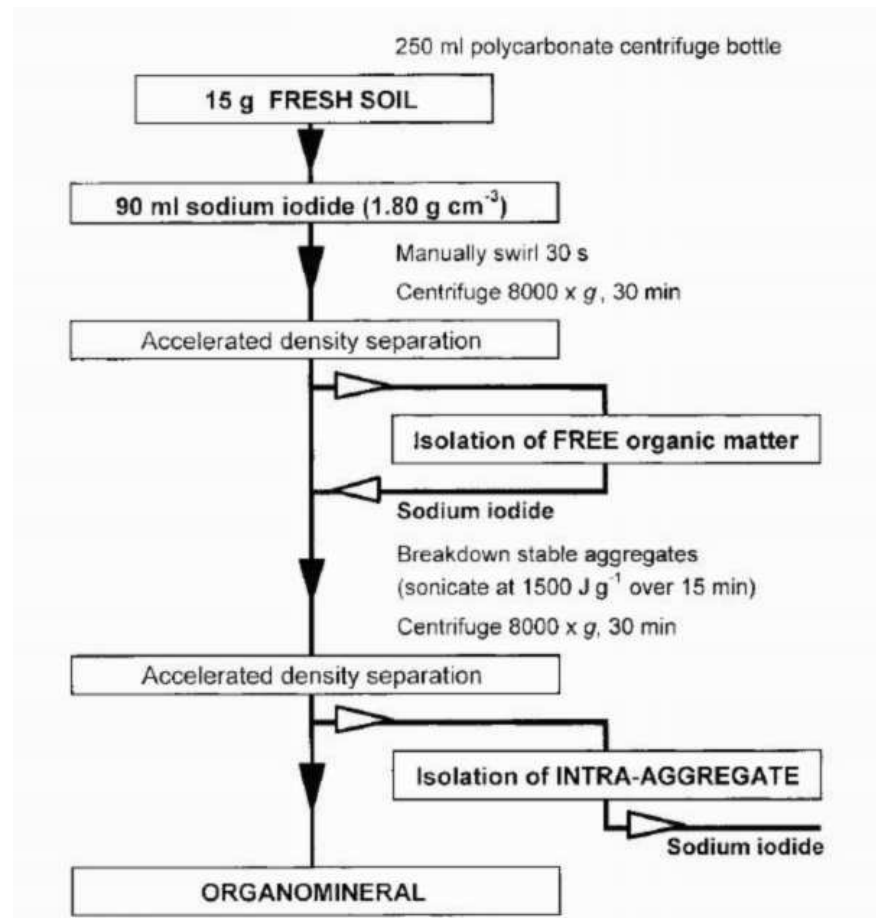 250 ml polycarbonate centrifuge bottle
15 g FRESH SOIL
90 ml sodium iodide (1.80 g cm⁻³)
Manually swirl 30 s
Centrifuge 8000 x g, 30 min
Accelerated density separation
Isolation of FREE organic matter
Sodium iodide
Breakdown stable aggregates
(sonicate at 1500 J g⁻¹ over 15 min)
Centrifuge 8000 x g, 30 min
Accelerated density separation
Isolation of INTRA-AGGREGATE
Sodium iodide
ORGANOMINERAL